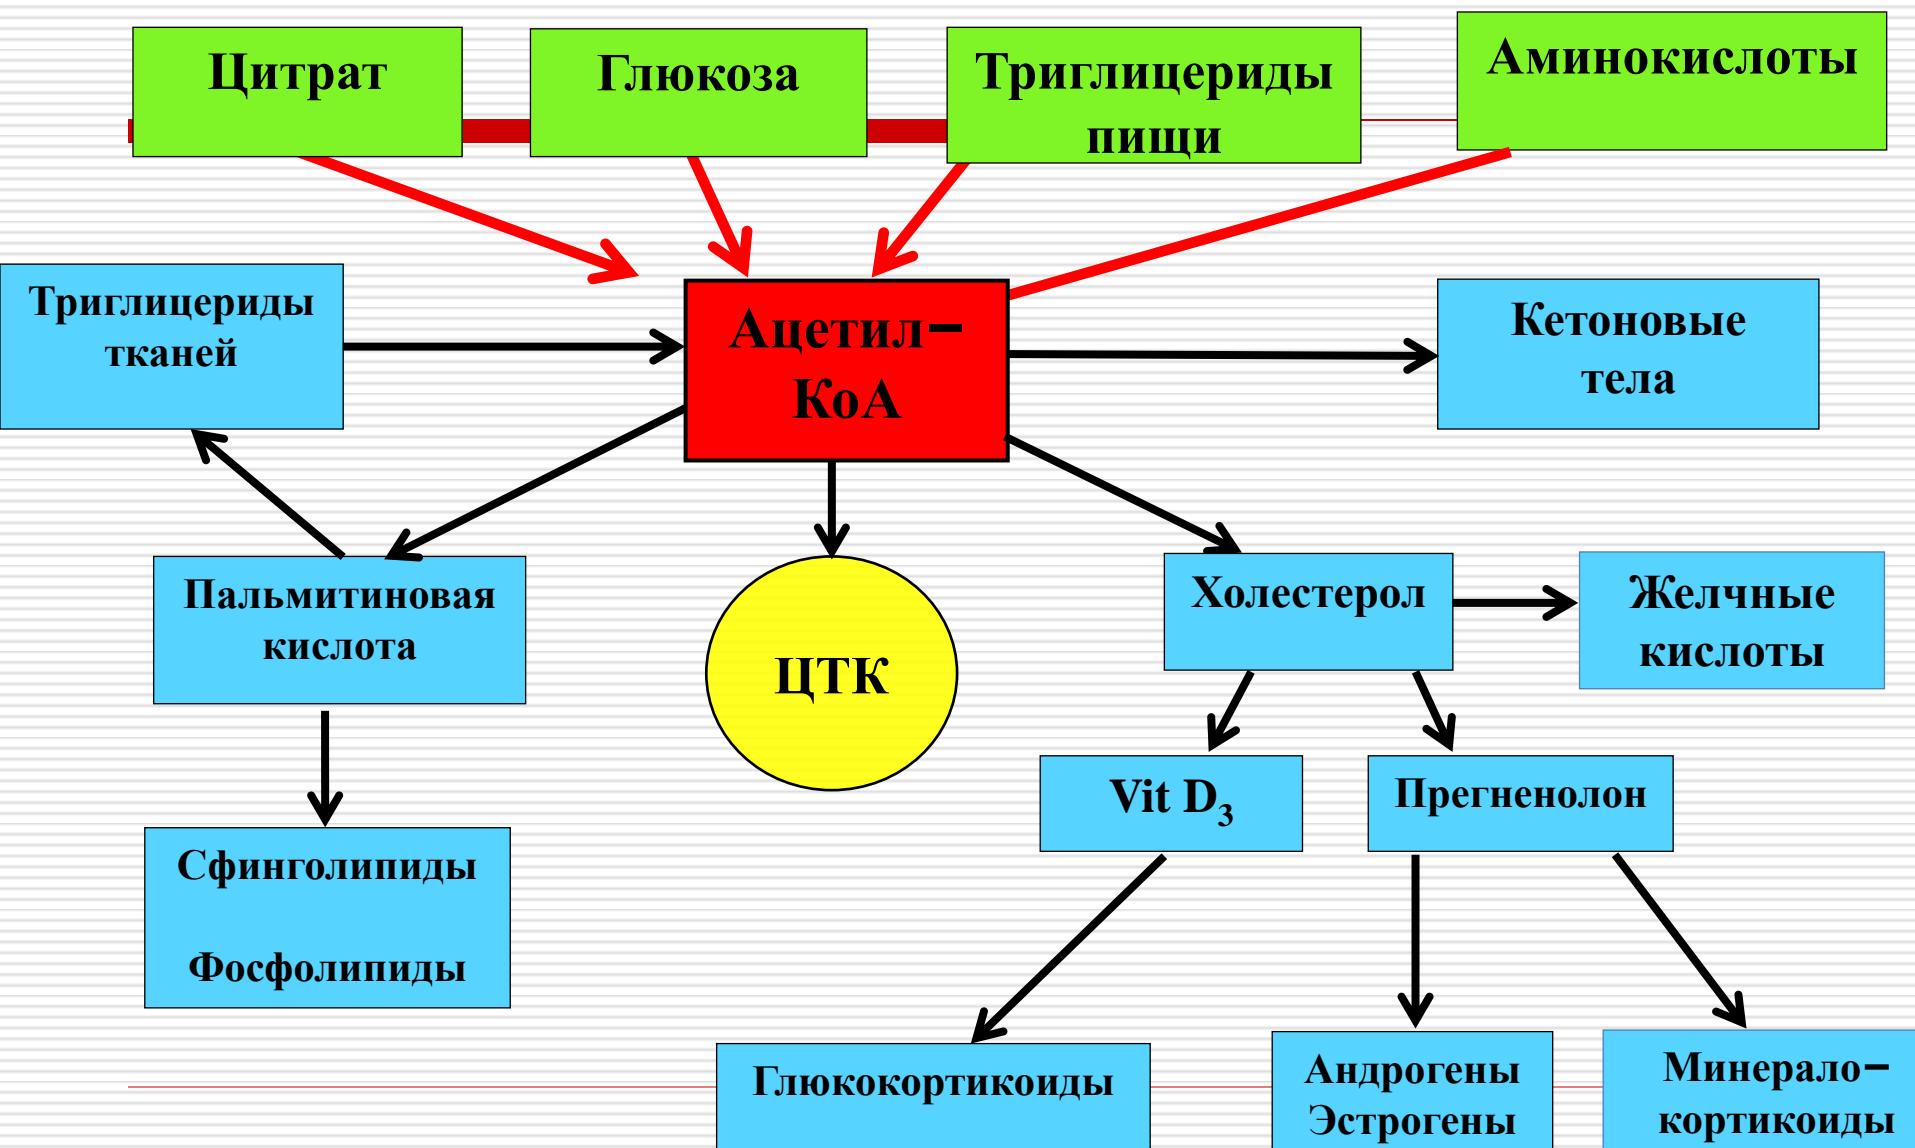 Цитрат
Глюкоза
Триглицериды
пищи
Аминокислоты
Триглицериды
тканей
Ацетил–
КоА
Кетоновые
тела
Пальмитиновая
кислота
ЦТК
Холестерол
Желчные
кислоты
Vit D₃
Прегненолон
Сфинголипиды
Фосфолипиды
Глюкокортикоиды
Андрогены
Эстрогены
Минерало–
кортикоиды